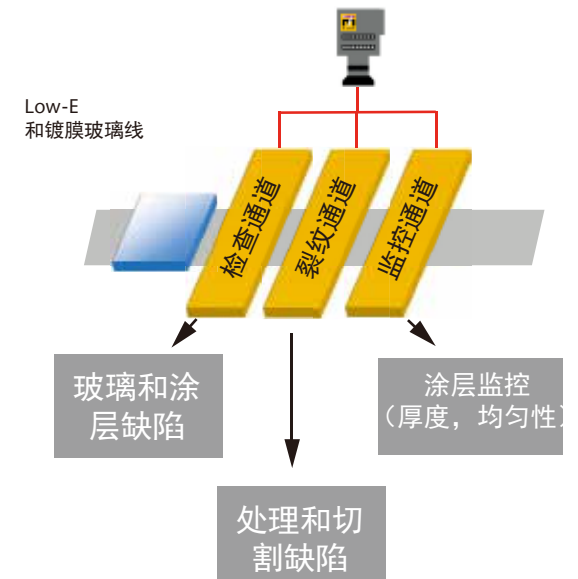 Low-E
和镀膜玻璃线
检查通道
裂纹通道
监控通道
玻璃和涂
层缺陷
涂层监控
（厚度，均匀性）
处理和切
割缺陷